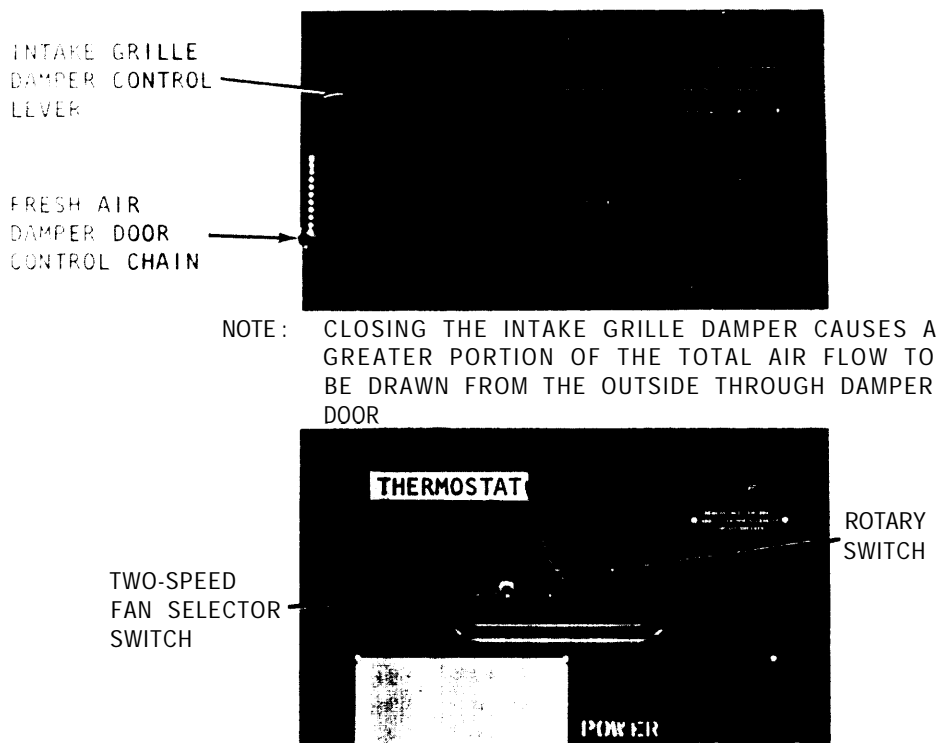 INTAKE GRILLE
DAMPER CONTROL
LEVER
FRESH AIR
DAMPER DOOR
CONTROL CHAIN
NOTE: CLOSING THE INTAKE GRILLE DAMPER CAUSES A
GREATER PORTION OF THE TOTAL AIR FLOW TO
BE DRAWN FROM THE OUTSIDE THROUGH DAMPER
DOOR
THERMOSTAT
ROTARY
SWITCH
TWO-SPEED
FAN SELECTOR
SWITCH
POWER